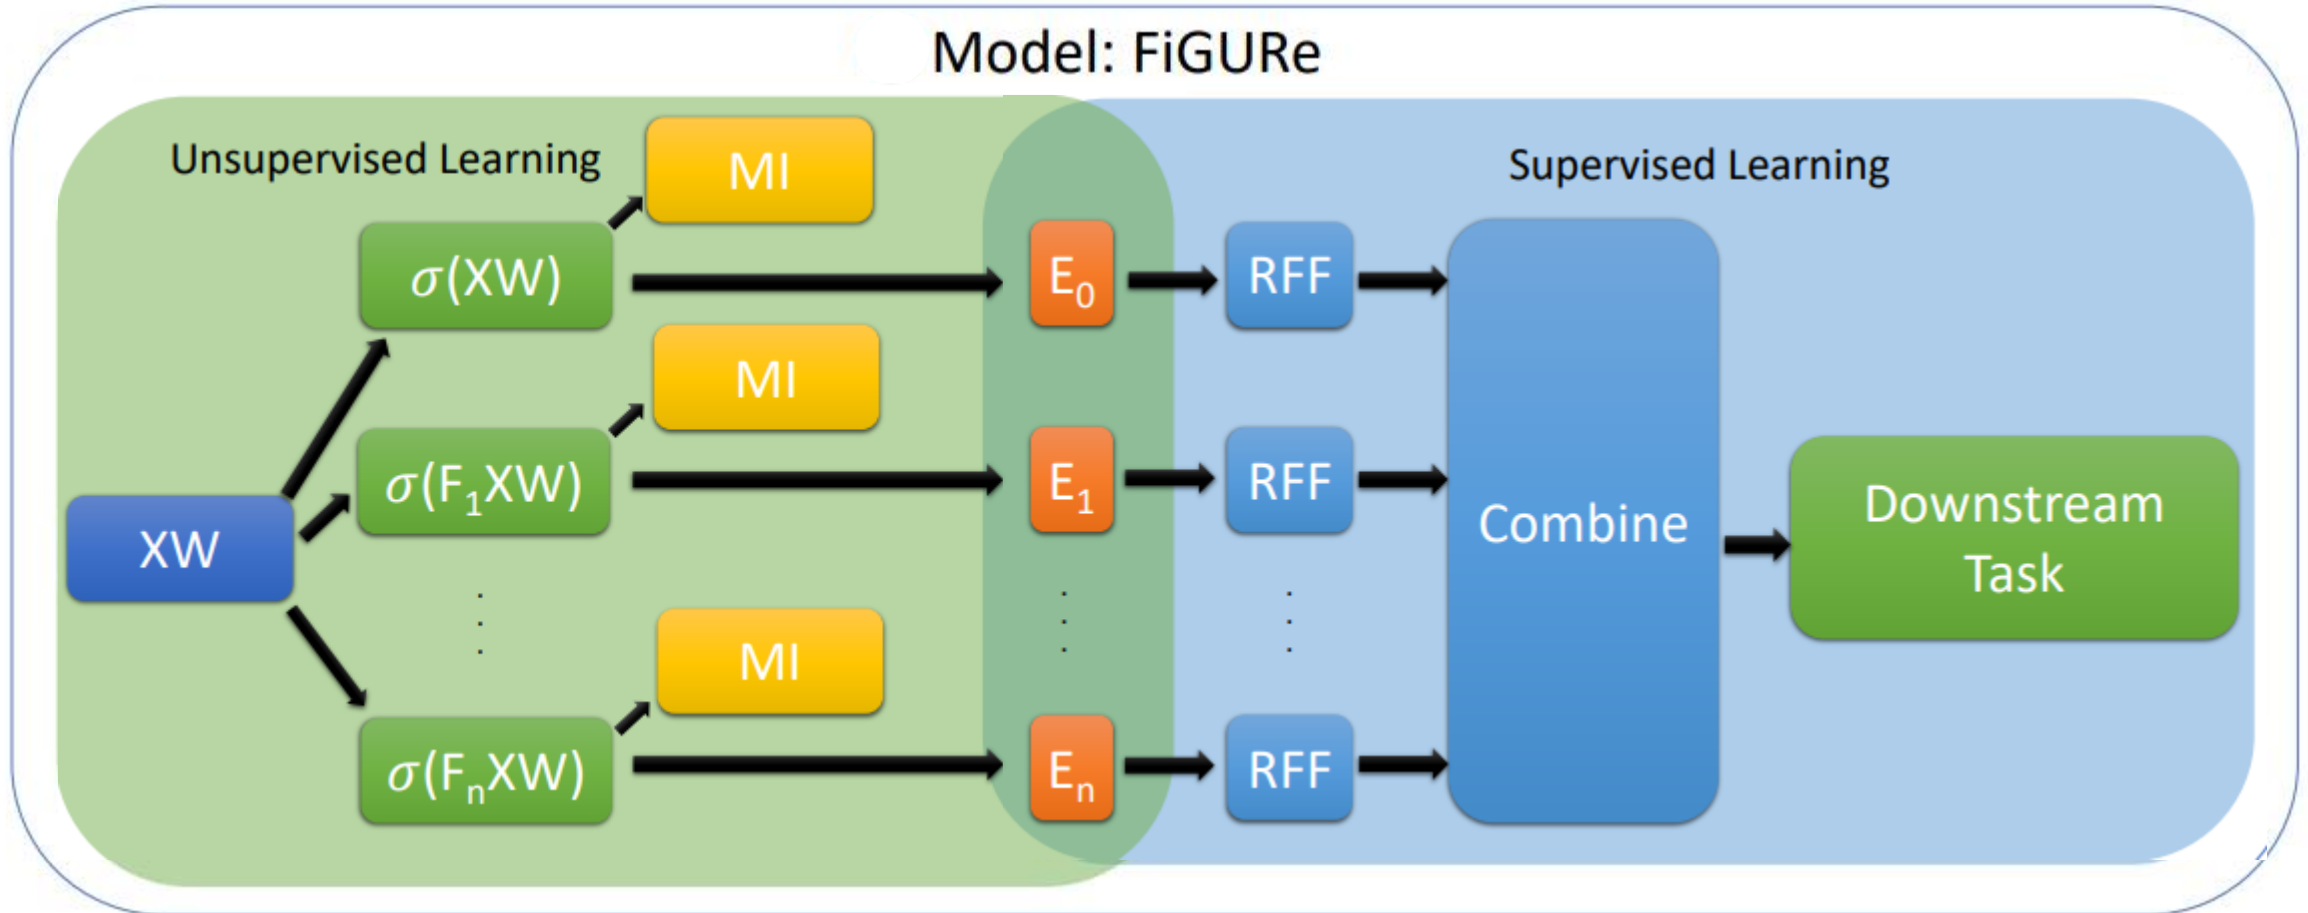 Model: FiGURe
Unsupervised Learning
Supervised Learning
MI
σ(XW)
E0
RFF
MI
σ(F1XW)
E1
RFF
XW
Combine
Downstream
Task
MI
σ(FnXW)
En
RFF